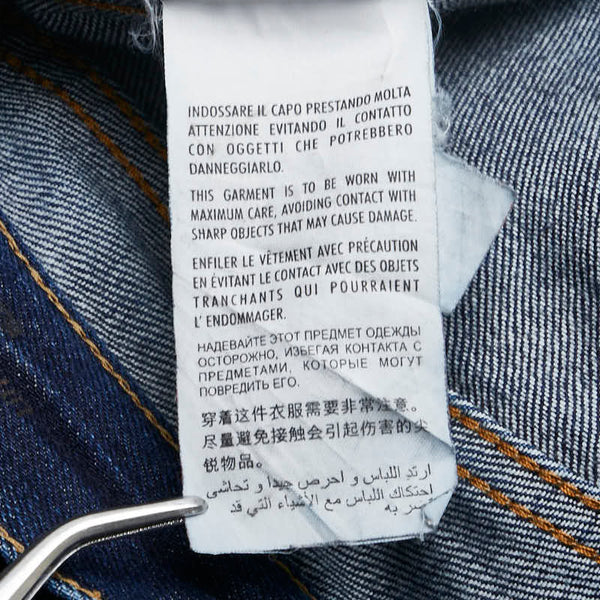 INDOSSARE IL CAPO PRESTANDO MOLTA
ATTENZIONE EVITANDO IL CONTATTO
CON OGGETTI CHE POTREBBERO
DANNEGGIARLO.
THIS GARMENT IS TO BE WORN WITH
MAXIMUM CARE, AVOIDING CONTACT WITH
SHARP OBJECTS THAT MAY CAUSE DAMAGE.
ENFILER LE VÊTEMENT AVEC PRÉCAUTION
EN ÉVITANT LE CONTACT AVEC DES OBJETS
TRANCHANTS QUI POURRAIENT
L' ENDOMMAGER.
НАДЕВАЙТЕ ЭТОТ ПРЕДМЕТ ОДЕЖДЫ
ОСТОРОЖНО, ИЗБЕГАЯ КОНТАКТА С
ПРЕДМЕТАМИ, КОТОРЫЕ МОГУТ
ПОВРЕДИТЬ ЕГО.
穿着这件衣服需要非常注意。
尽量避免接触会引起伤害的尖
锐物品。
ارتد اللباس و احرص جيدا و تحاشى
احتكاك اللباس مع الأشياء التي قد
به